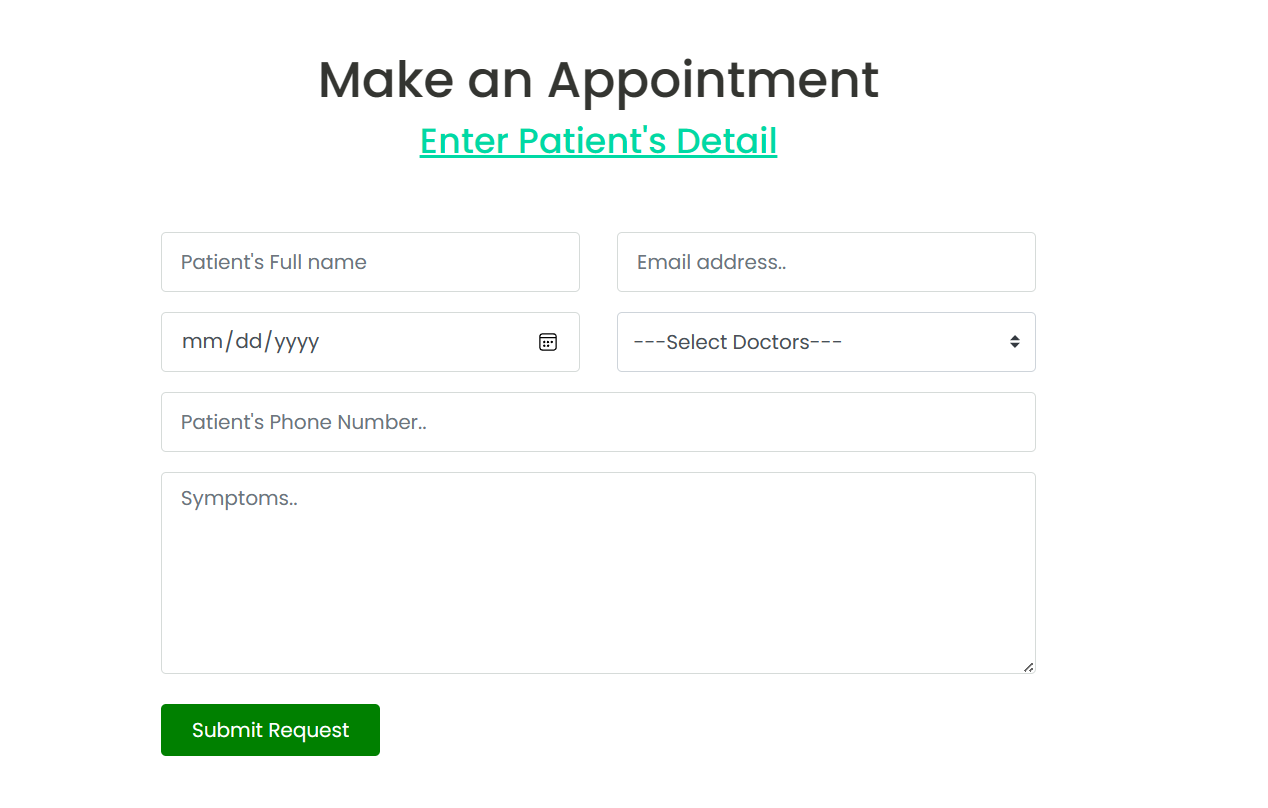 Make an Appointment
Enter Patient's Detail
Patient's Full name
Email address..
mm/dd/yyyy
---Select Doctors---
Patient's Phone Number..
Symptoms..
Submit Request